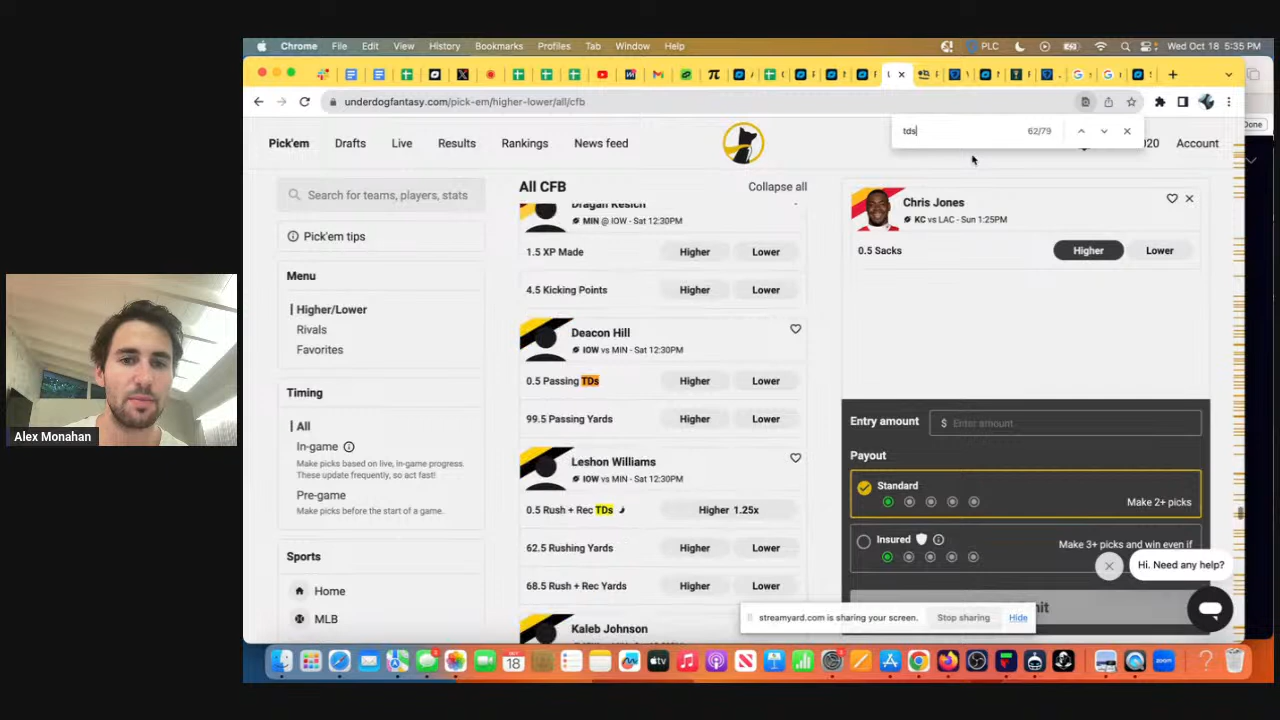 Chrome File Edit View History Bookmarks Profiles Tab Window Help
PLC
Wed Oct 18 5:35 PM
underdogfantasy.com/pick-em/higher-lower/all/cfb
tds
62/79
Done
Pick'em Drafts Live Results Rankings News feed
2020 Account
Search for teams, players, stats
Pick'em tips
Menu
Higher/Lower
Rivals
Favorites
Timing
All
In-game
Make picks based on live, in-game progress.
These update frequently, so act fast!
Pre-game
Make picks before the start of a game.
Sports
Home
MLB
All CFB
Collapse all
Dragan Kesich
MIN @ IOW - Sat 12:30PM
1.5 XP Made Higher Lower
4.5 Kicking Points Higher Lower
Deacon Hill
IOW vs MIN - Sat 12:30PM
0.5 Passing TDs Higher Lower
99.5 Passing Yards Higher Lower
Leshon Williams
IOW vs MIN - Sat 12:30PM
0.5 Rush + Rec TDs Higher 1.25x
62.5 Rushing Yards Higher Lower
68.5 Rush + Rec Yards Higher Lower
Kaleb Johnson
Chris Jones
KC vs LAC - Sun 1:25PM
0.5 Sacks Higher Lower
Entry amount $ Enter amount
Payout
Standard
Make 2+ picks
Insured
Make 3+ picks and win even if
Hi. Need any help?
streamyard.com is sharing your screen. Stop sharing Hide
Alex Monahan